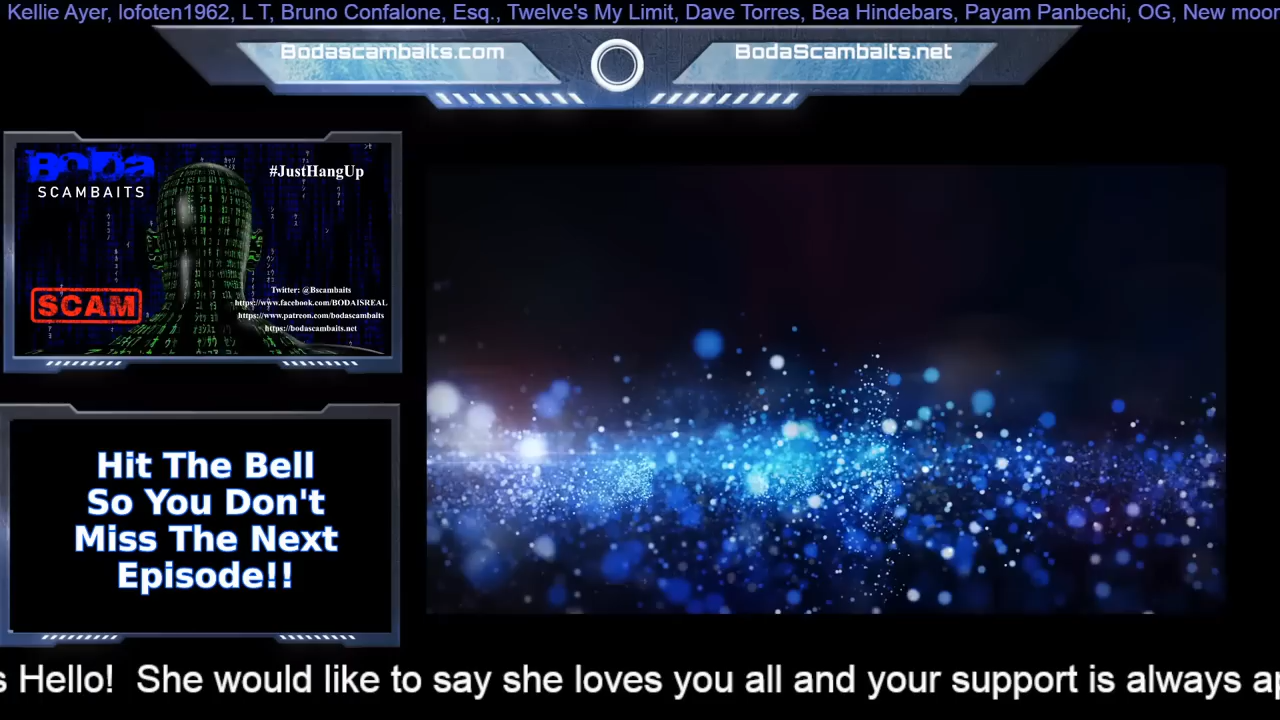 Kellie Ayer, lofoten1962, L T, Bruno Confalone, Esq., Twelve's My Limit, Dave Torres, Bea Hindebars, Payam Panbechi, OG, New moon
Bodascambaits.com
BodaScambaits.net
BoDa
SCAMBAITS
#JustHangUp
SCAM
Twitter: @Bscambaits
https://www.facebook.com/BODAISREAL
https://www.patreon.com/bodascambaits
https://bodascambaits.net
Hit The Bell
So You Don't
Miss The Next
Episode!!
s Hello!  She would like to say she loves you all and your support is always ap